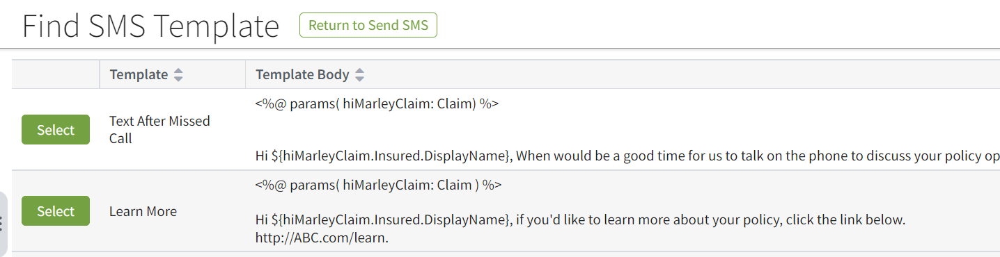 Find SMS Template
Return to Send SMS
Template
Template Body
Select
Text After Missed
Call
<%@ params( hiMarleyClaim: Claim) %>
Hi ${hiMarleyClaim.Insured.DisplayName}, When would be a good time for us to talk on the phone to discuss your policy op
Select
Learn More
<%@ params( hiMarleyClaim: Claim ) %>
Hi ${hiMarleyClaim.Insured.DisplayName}, if you'd like to learn more about your policy, click the link below.
http://ABC.com/learn.